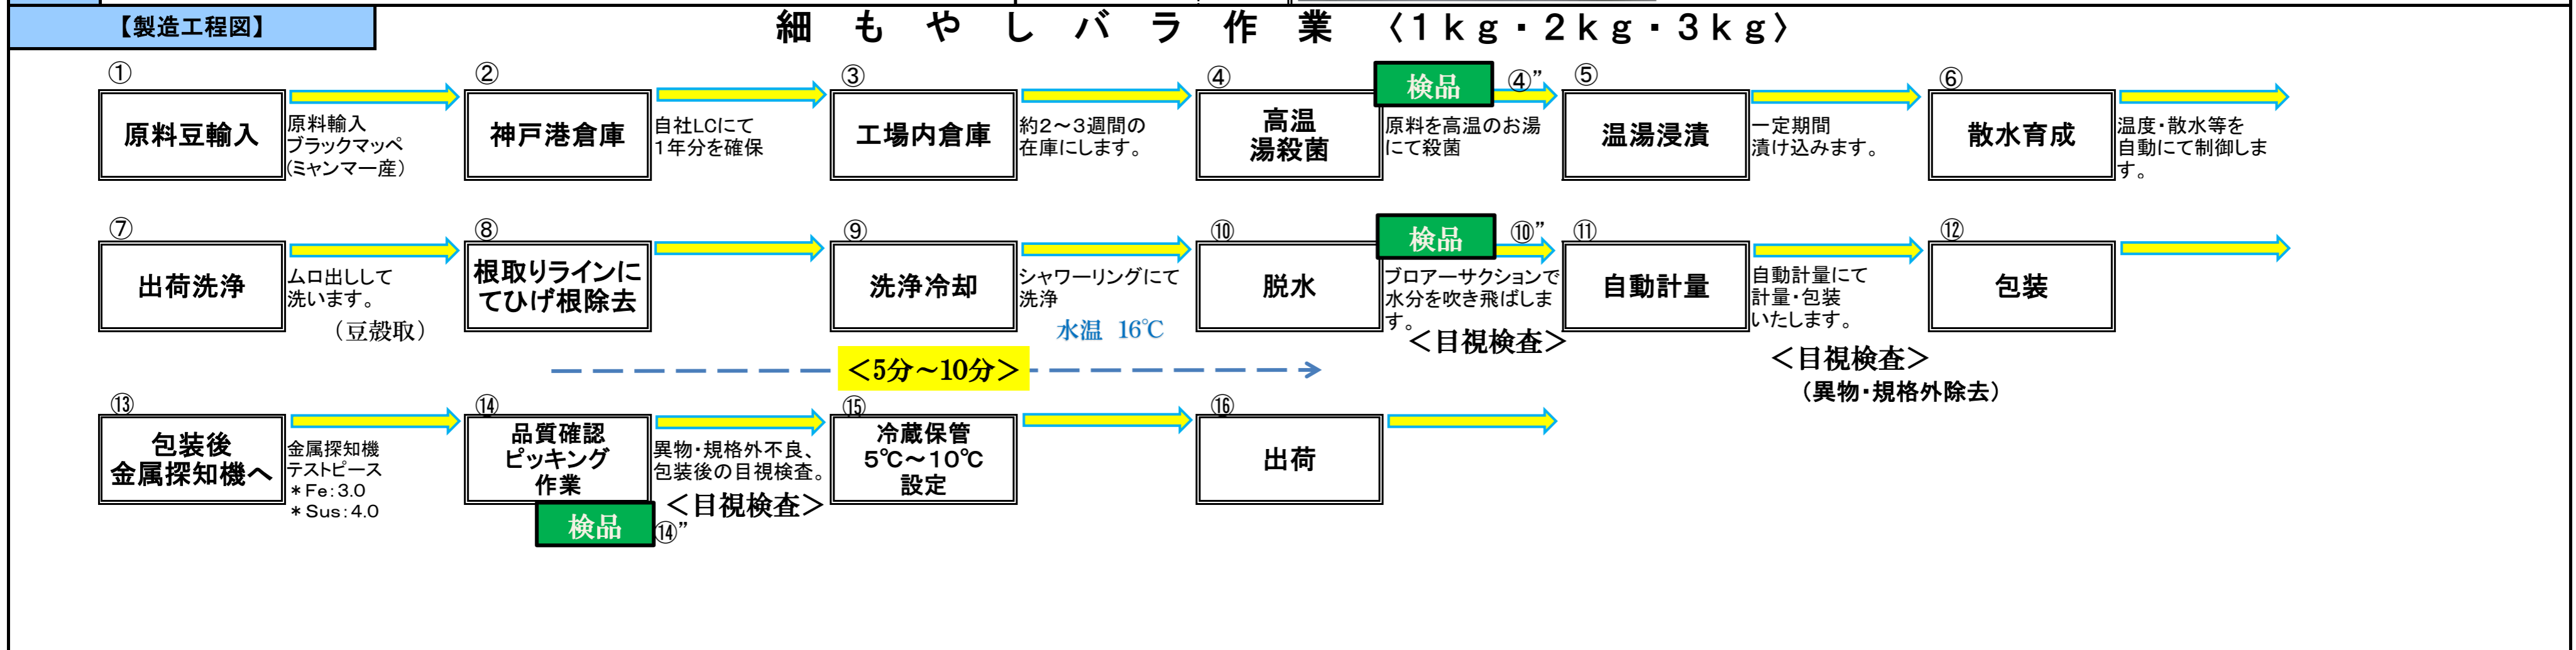 【製造工程図】
細もやしバラ作業〈1kg・2kg・3kg〉
①
原料豆輸入
原料輸入
ブラックマッペ
(ミャンマー産)
②
神戸港倉庫
自社LCにて
1年分を確保
③
工場内倉庫
約2～3週間の
在庫にします。
④
高温
湯殺菌
検品
④”
原料を高温のお湯
にて殺菌
⑤
温湯浸漬
一定期間
漬け込みます。
⑥
散水育成
温度・散水等を
自動にて制御しま
す。
⑦
出荷洗浄
ムロ出しして
洗います。
（豆殻取）
⑧
根取りラインに
てひげ根除去
⑨
洗浄冷却
シャワーリングにて
洗浄
水温 16℃
⑩
脱水
検品
⑩”
ブロアーサクションで
水分を吹き飛ばしま
す。
＜目視検査＞
⑪
自動計量
自動計量にて
計量・包装
いたします。
＜目視検査＞
（異物・規格外除去）
⑫
包装
＜5分～10分＞
⑬
包装後
金属探知機へ
金属探知機
テストピース
＊Fe：3.0
＊Sus：4.0
⑭
品質確認
ピッキング
作業
検品
⑭”
異物・規格外不良、
包装後の目視検査。
＜目視検査＞
⑮
冷蔵保管
5℃～10℃
設定
⑯
出荷